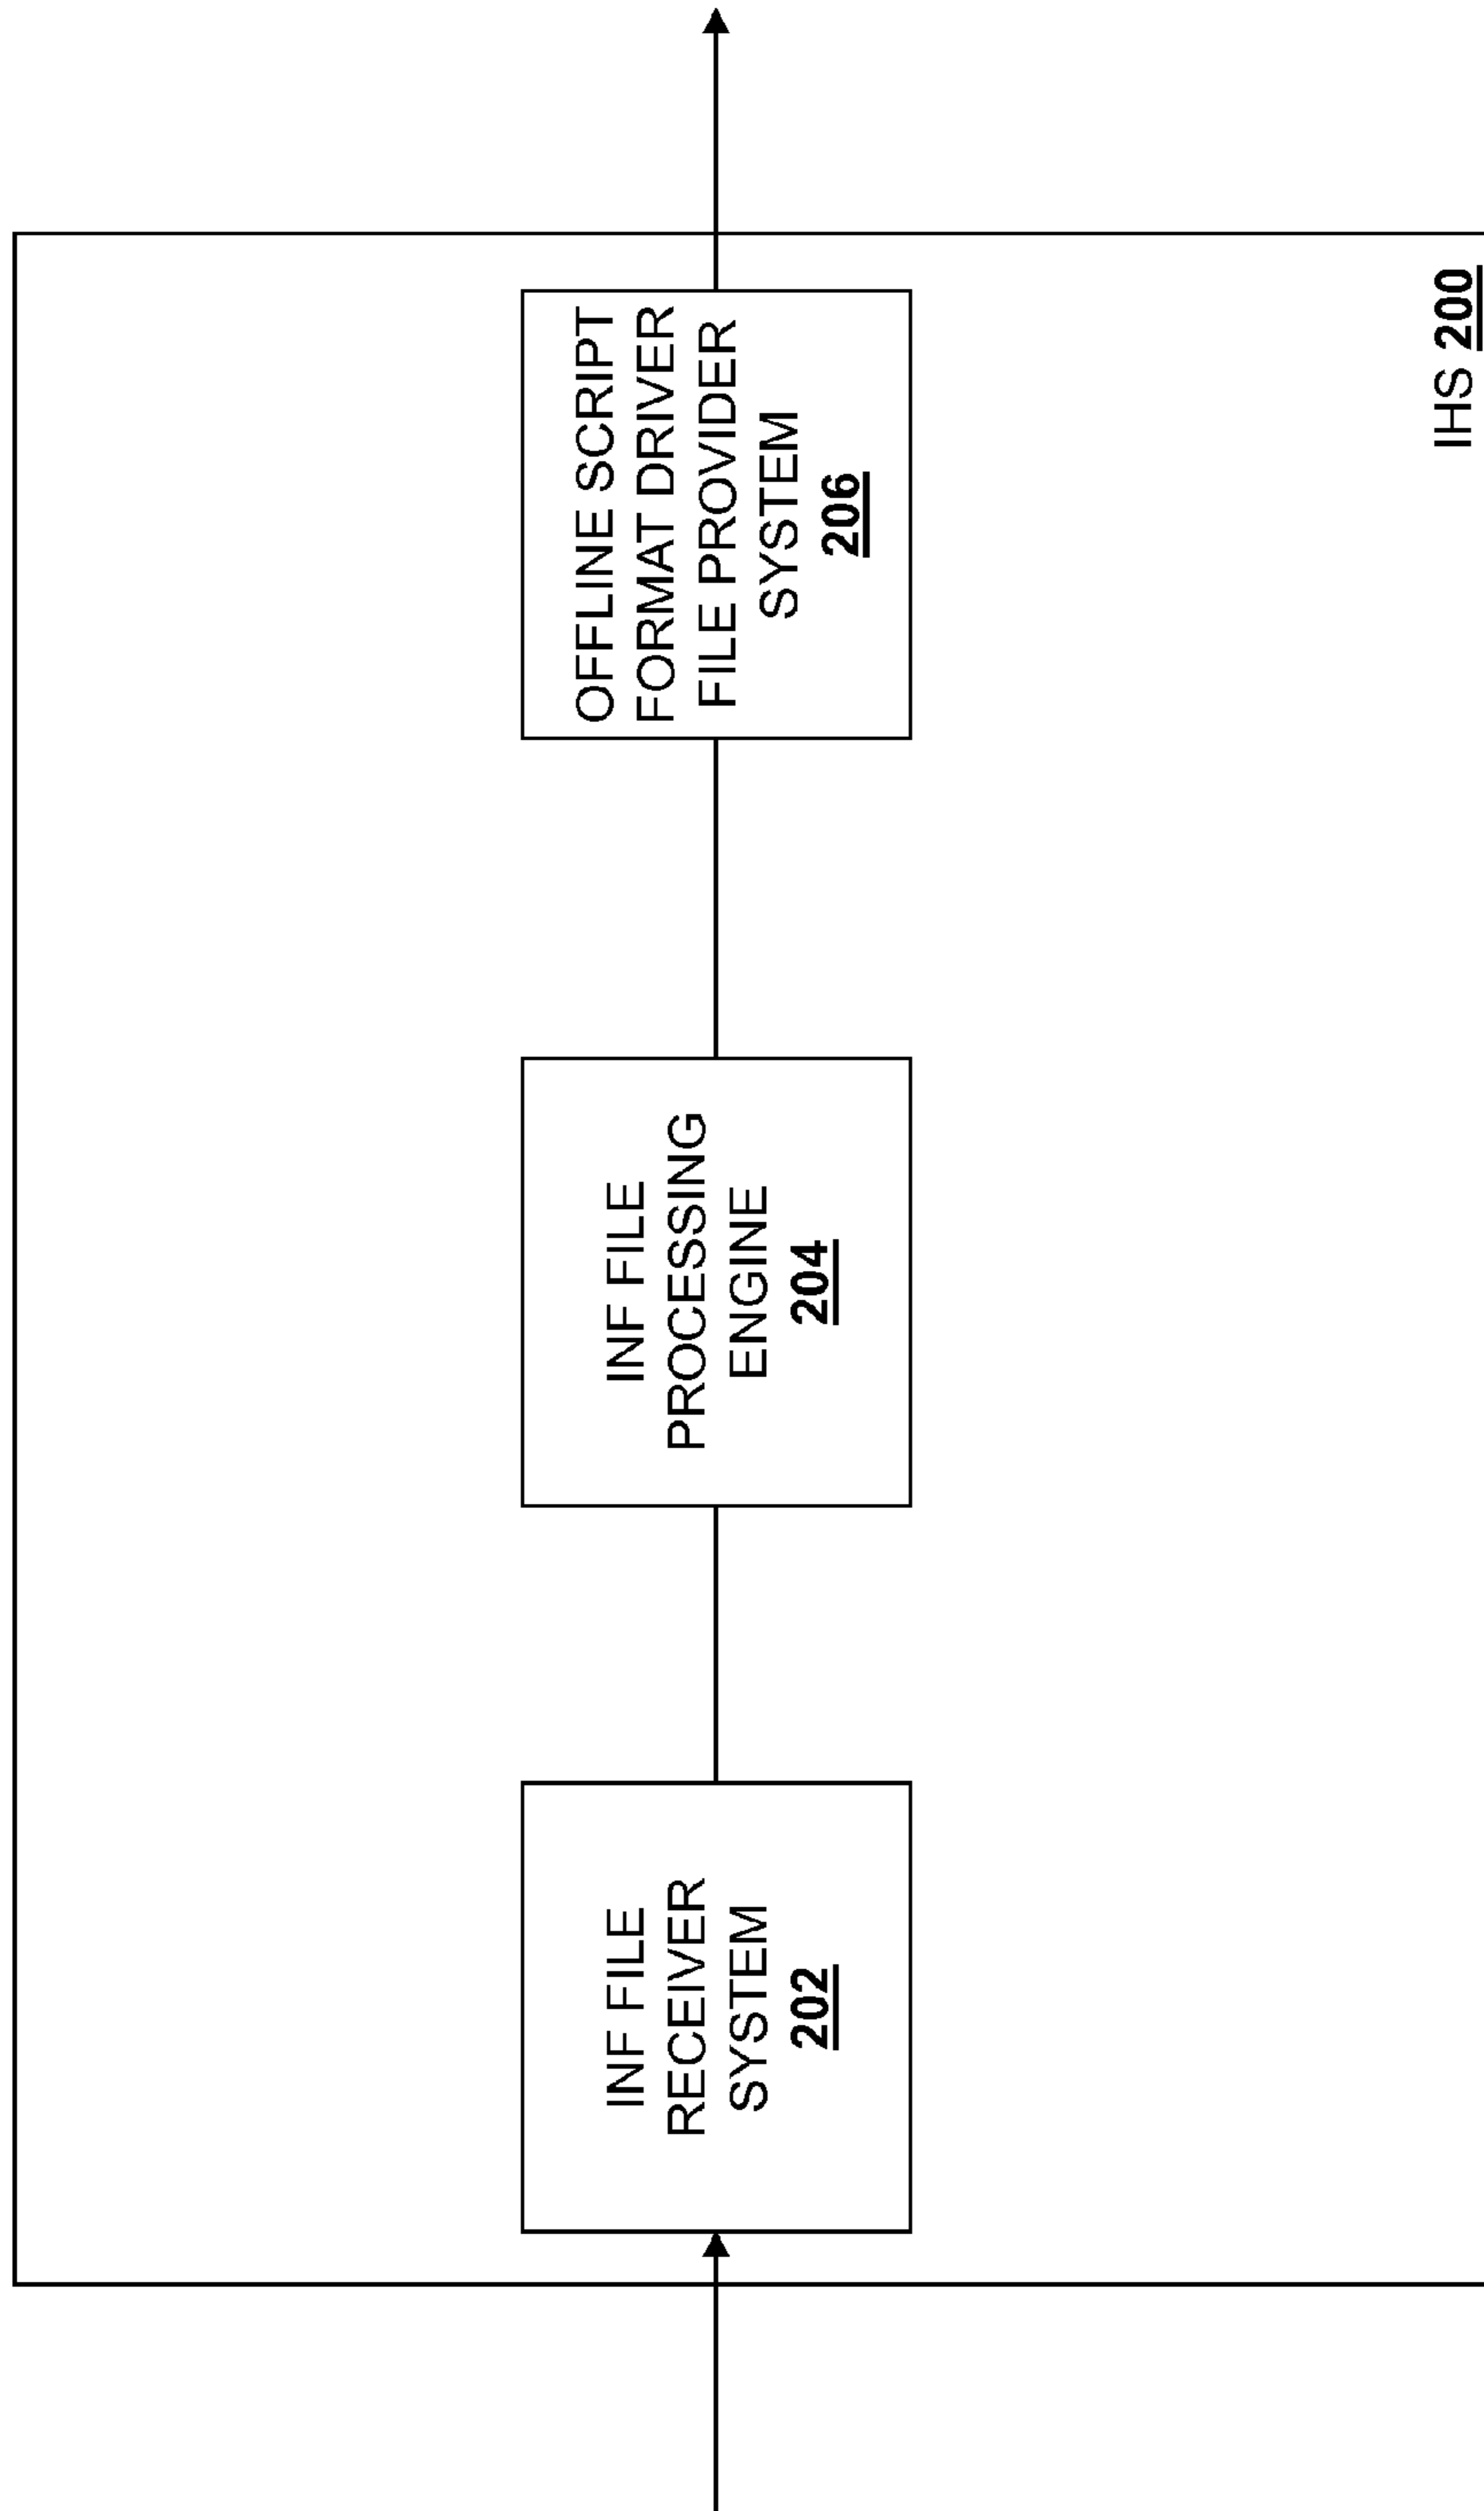 INF FILE
RECEIVER
SYSTEM
202
INF FILE
PROCESSING
ENGINE
204
OFFLINE SCRIPT
FORMAT DRIVER
FILE PROVIDER
SYSTEM
206
IHS 200